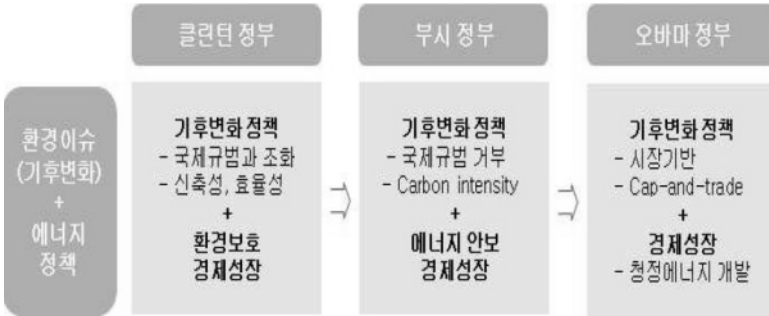 클린턴 정부
부시 정부
오바마 정부
환경이슈
(기후변화)
+
에너지
정책
기후변화 정책
- 국제규범과 조화
- 신축성, 효율성
+
환경보호
경제성장
기후변화 정책
- 국제규범 거부
- Carbon intensity
+
에너지 안보
경제성장
기후변화 정책
- 시장기반
- Cap-and-trade
+
경제성장
- 청정에너지 개발